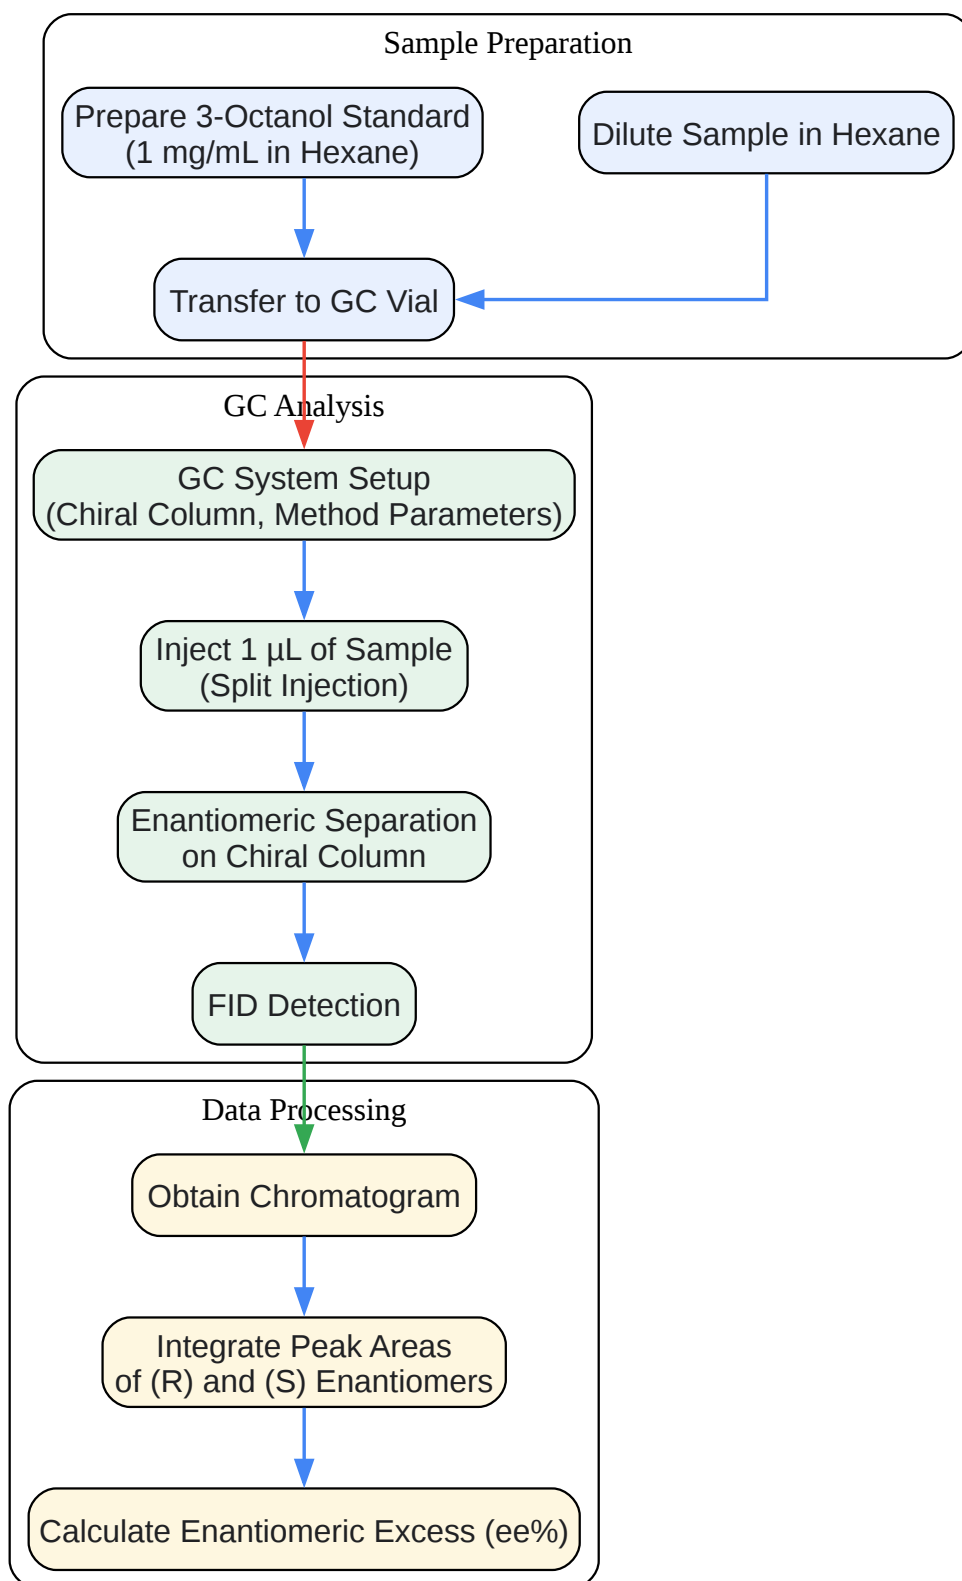 Sample Preparation
Prepare 3-Octanol Standard
(1 mg/mL in Hexane)
Dilute Sample in Hexane
Transfer to GC Vial
GC Analysis
GC System Setup
(Chiral Column, Method Parameters)
Inject 1 µL of Sample
(Split Injection)
Enantiomeric Separation
on Chiral Column
FID Detection
Data Processing
Obtain Chromatogram
Integrate Peak Areas
of (R) and (S) Enantiomers
Calculate Enantiomeric Excess (ee%)